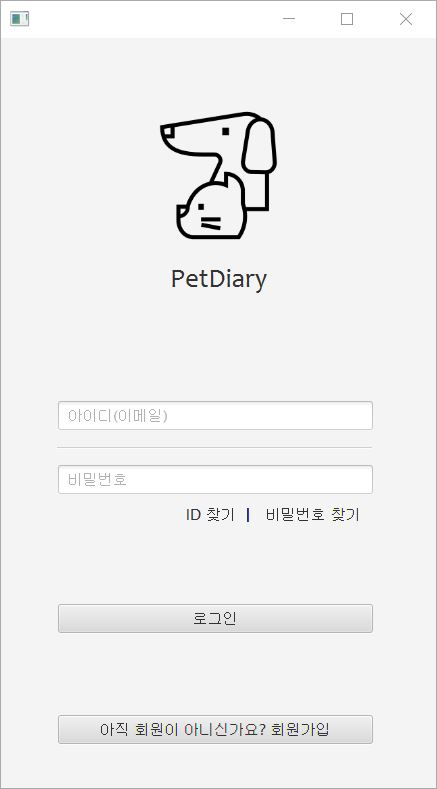 PetDiary
아이디(이메일)
비밀번호
ID 찾기 | 비밀번호 찾기
로그인
아직 회원이 아니신가요? 회원가입